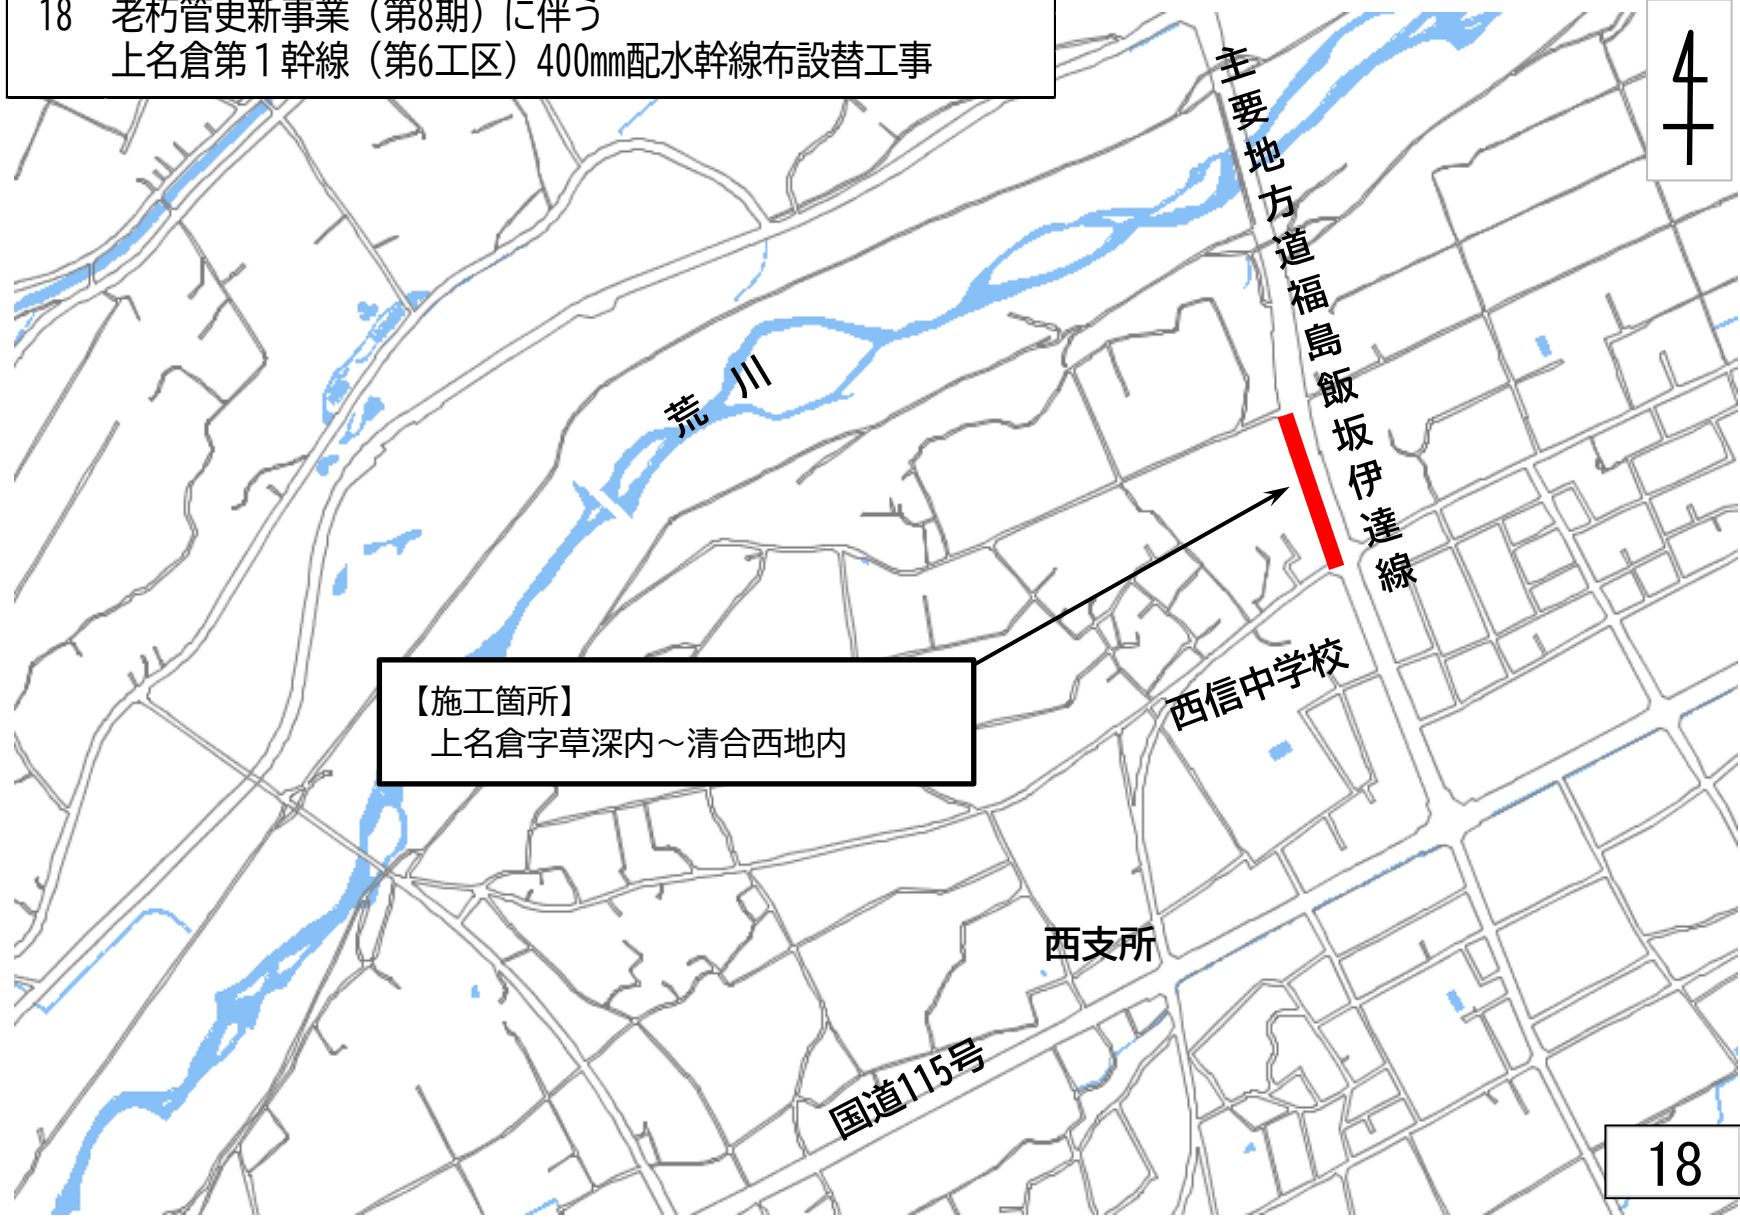 18　老朽管更新事業（第8期）に伴う
上名倉第１幹線（第6工区）400mm配水幹線布設替工事
主要地方道福島飯坂伊達線
荒川
【施工箇所】
上名倉字草深内～清合西地内
西信中学校
西支所
国道115号
18